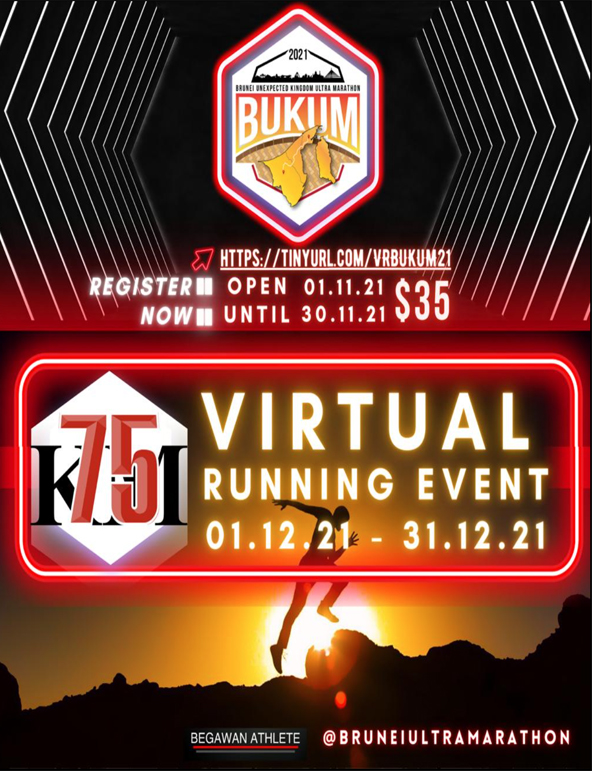 2021
BRUNEI UNEXPECTED KINGDOM ULTRA MARATHON
BUKUM
HTTPS://TINYURL.COM/VRBUKUM21
REGISTER OPEN 01.11.21 $35
NOW UNTIL 30.11.21
75
KM
VIRTUAL
RUNNING EVENT
01.12.21 - 31.12.21
BEGAWAN ATHLETE @BRUNEIULTRAMARATHON